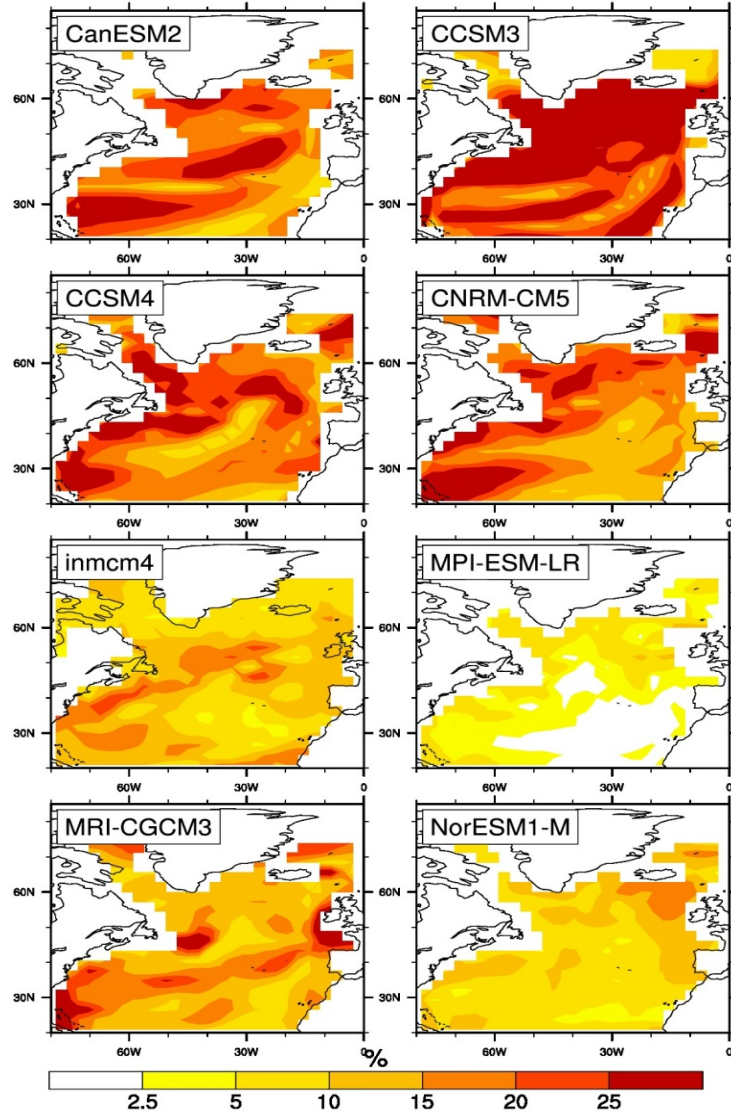 CanESM2 CCSM3
60N 60N
30N 30N
60W 30W 0 60W 30W 0
CCSM4 CNRM-CM5
60N 60N
30N 30N
60W 30W 0 60W 30W 0
inmcm4 MPI-ESM-LR
60N 60N
30N 30N
60W 30W 0 60W 30W 0
MRI-CGCM3 NorESM1-M
60N 60N
30N 30N
60W 30W 0 60W 30W 0
%
2.5 5 10 15 20 25